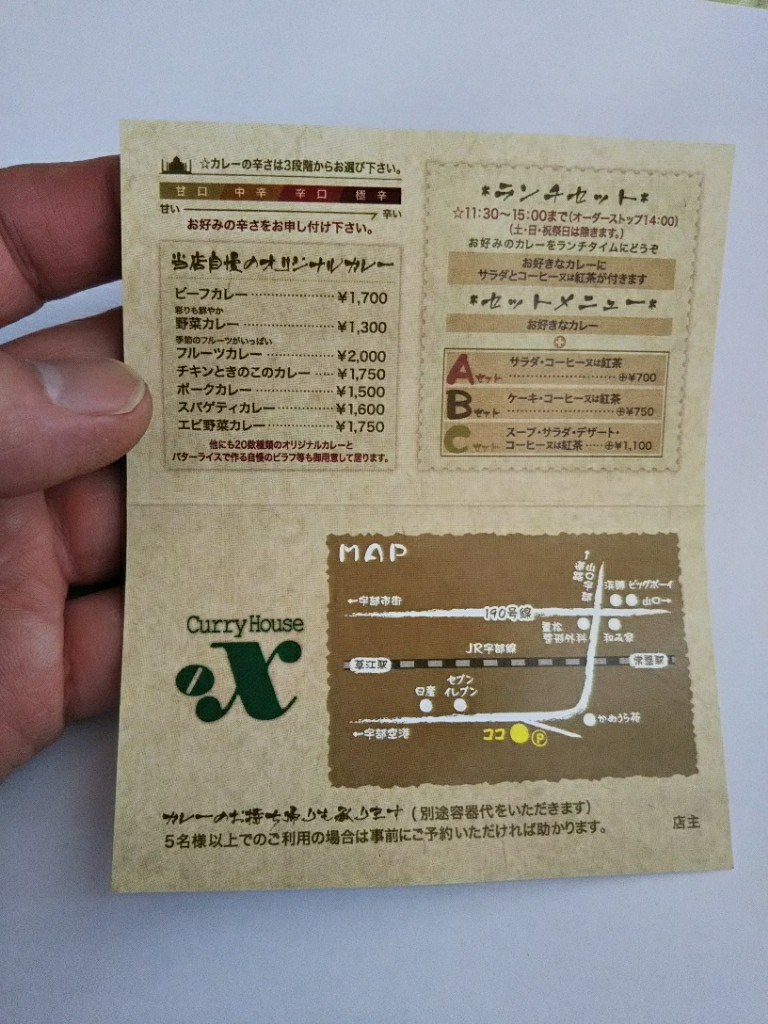 ☆カレーの辛さは3段階からお選び下さい。
甘口 中辛 辛口 極辛
甘い 辛い
お好みの辛さをお申し付け下さい。
当店自慢のオリジナルカレー
ビーフカレー ………………… ¥1,700
彩りも鮮やか
野菜カレー ………………… ¥1,300
季節のフルーツがいっぱい
フルーツカレー ……………… ¥2,000
チキンときのこのカレー …… ¥1,750
ポークカレー ………………… ¥1,500
スパゲティカレー …………… ¥1,600
エビ野菜カレー ……………… ¥1,750
他にも20数種類のオリジナルカレーと
バターライスで作る自慢のピラフ等も御用意して居ります。
*ランチセット*
☆11:30〜15:00まで(オーダーストップ14:00)
(土・日・祝祭日は除きます。)
お好みのカレーをランチタイムにどうぞ
お好きなカレーに
サラダとコーヒー又は紅茶が付きます
*セットメニュー*
お好きなカレー
+
Aセット サラダ・コーヒー又は紅茶
………………… ⊕¥700
Bセット ケーキ・コーヒー又は紅茶
………………… ⊕¥750
Cセット スープ・サラダ・デザート・
コーヒー又は紅茶 …… ⊕¥1,100
MAP
←宇部市街
190号線
山口→
ビッグボーイ
整形外科
和み家
JR宇部線
草江駅
常盤駅
日産
セブン
イレブン
かめうら荘
←宇部空港
ココ
P
Curry House
X
カレーのお持ち帰りも承ります (別途容器代をいただきます)
5名様以上でのご利用の場合は事前にご予約いただければ助かります。
店主